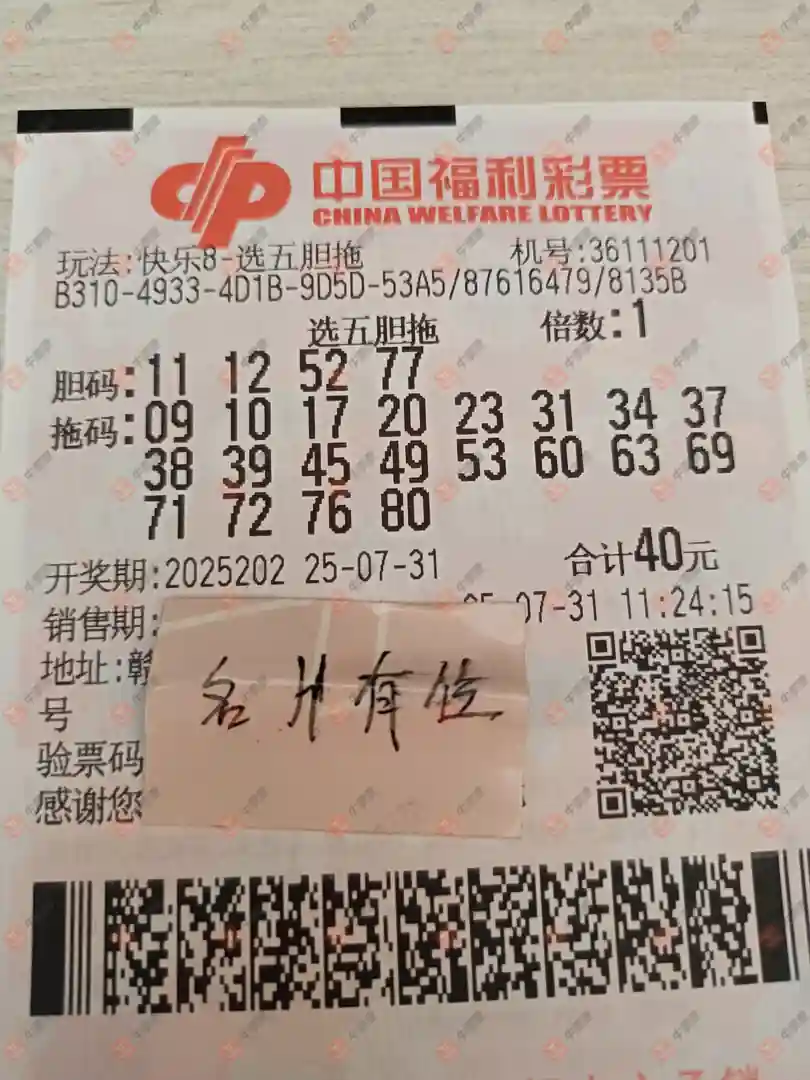 中国福利彩票
CHINA WELFARE LOTTERY
玩法:快乐8-选五胆拖 机号:36111201
B310-4933-4D1B-9D5D-53A5/87616479/8135B
选五胆拖 倍数:1
胆码:11 12 52 77
拖码:09 10 17 20 23 31 34 37
38 39 45 49 53 60 63 69
71 72 76 80
开奖期:2025202 25-07-31 合计40元
销售期: 07-31 11:24:15
地址:赣
名片有位
号
验票码
感谢您